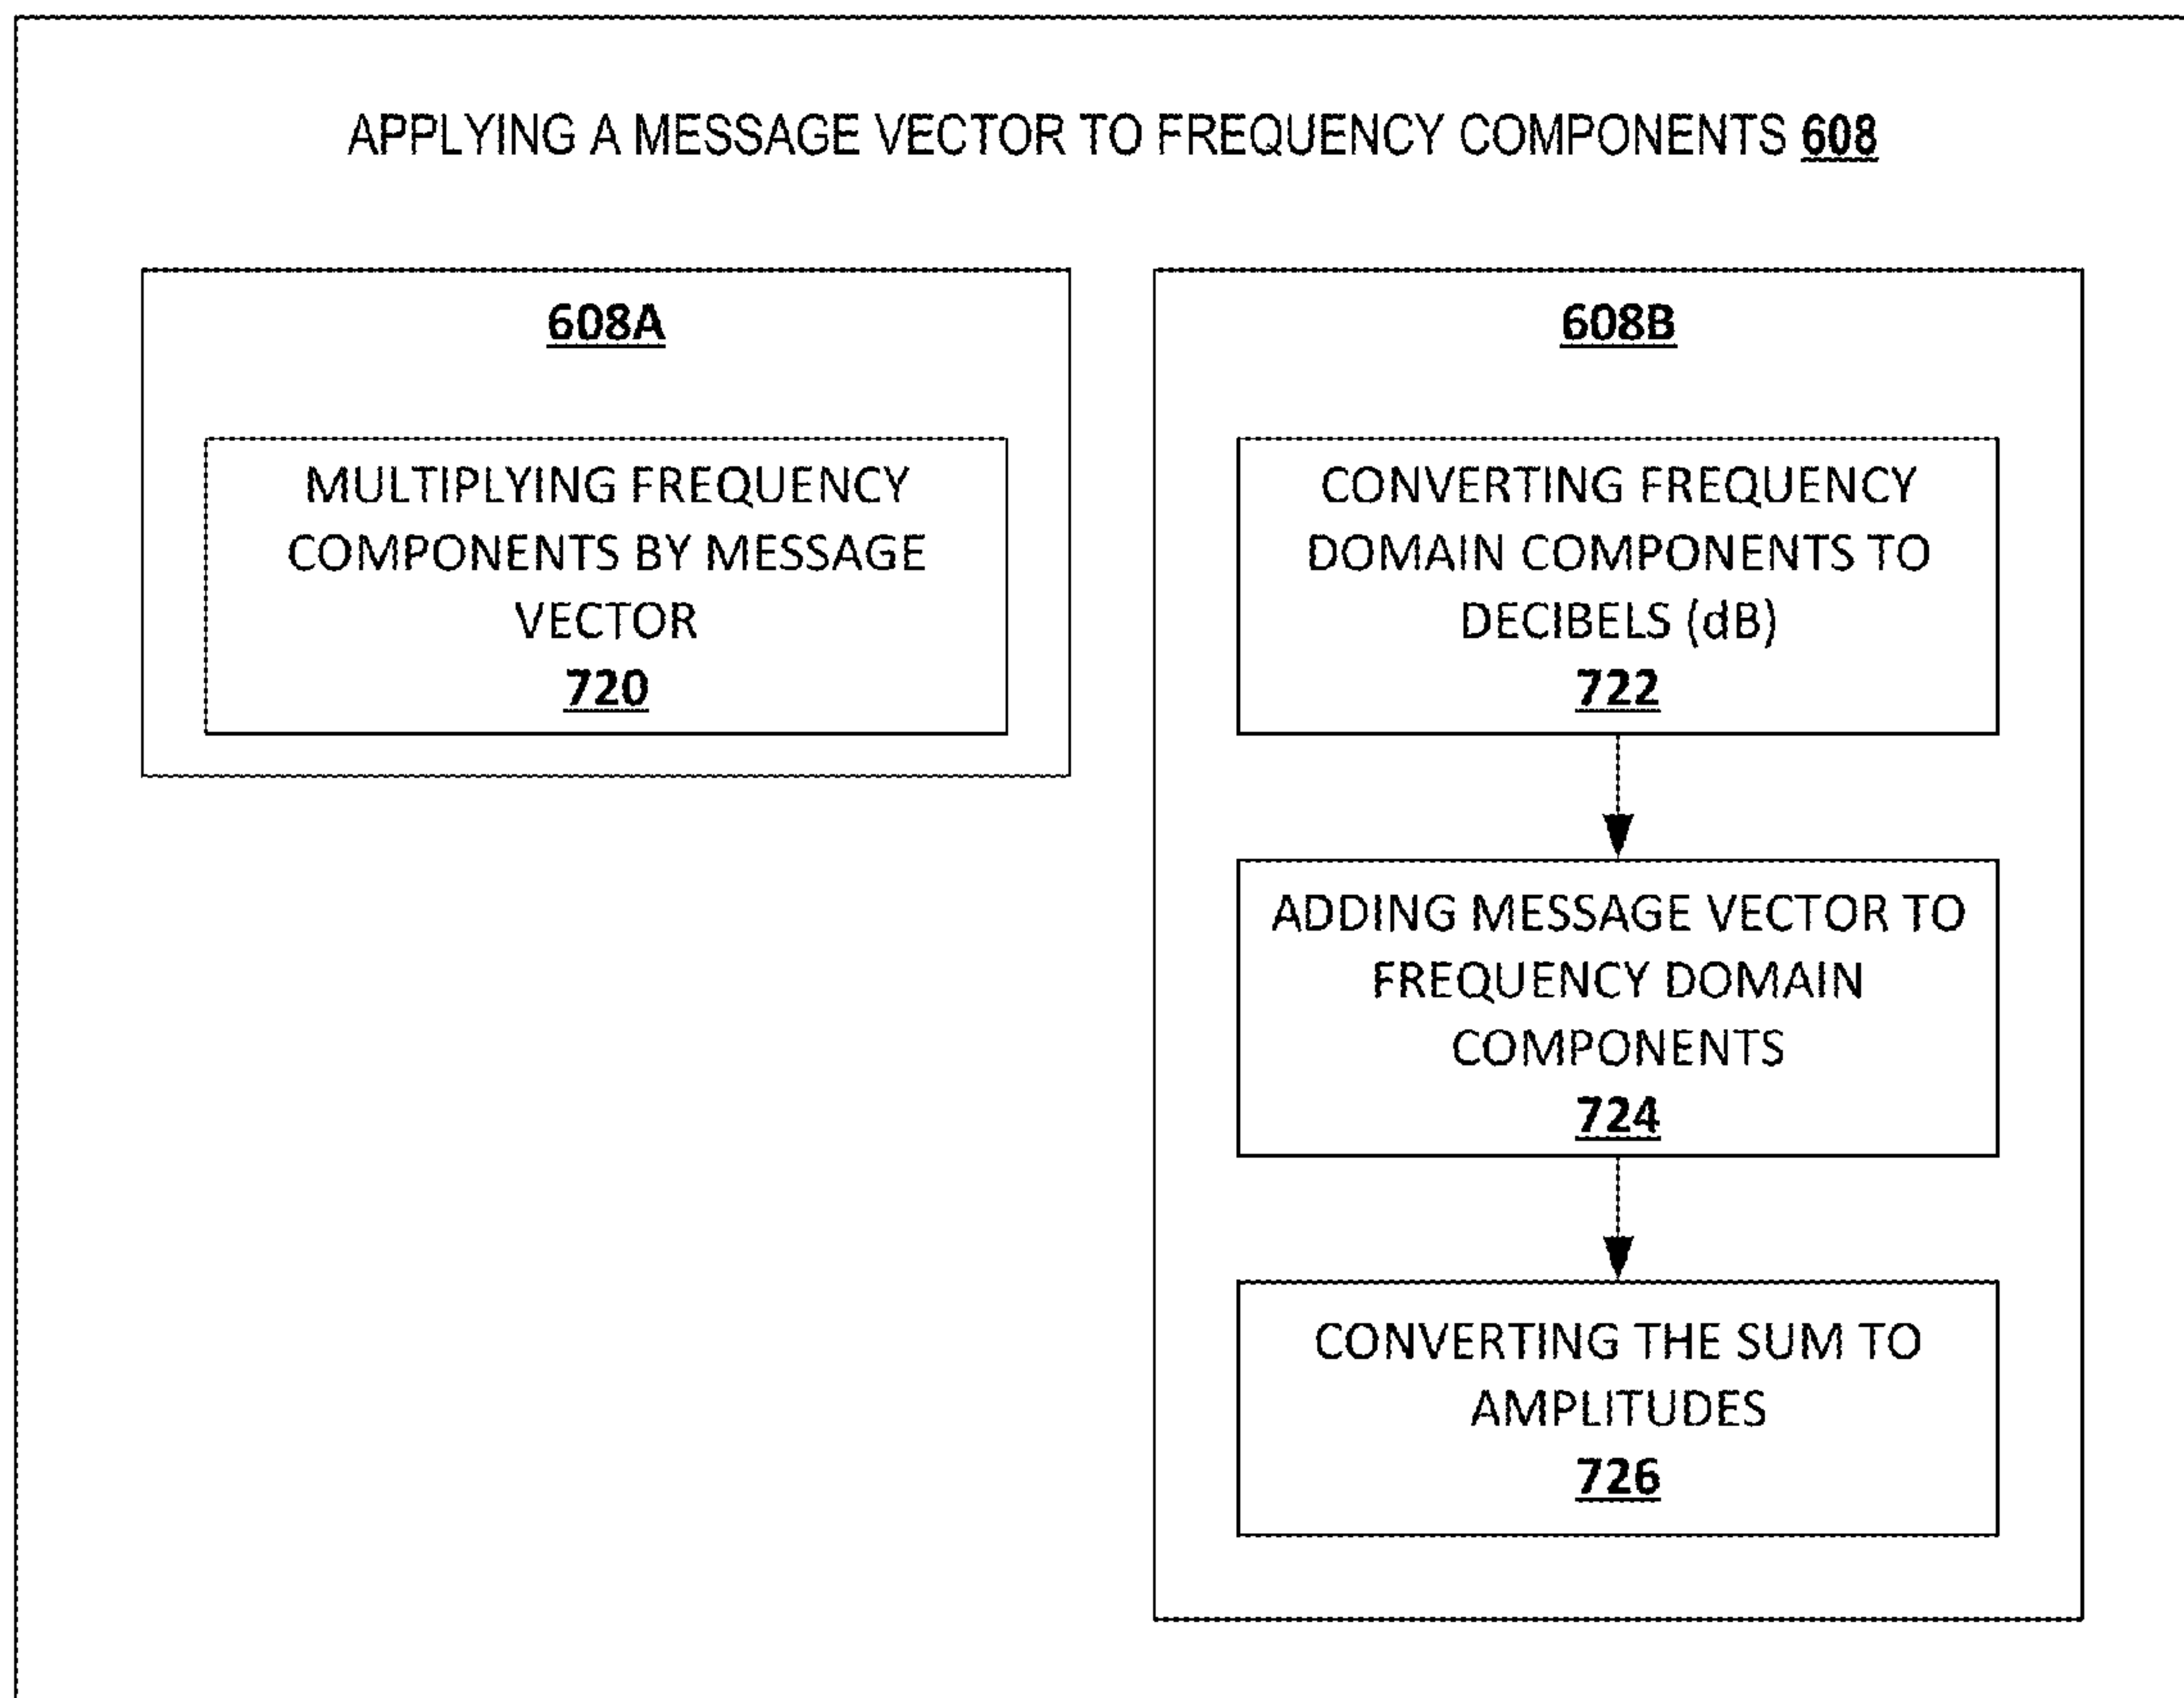 APPLYING A MESSAGE VECTOR TO FREQUENCY COMPONENTS 608
608A
MULTIPLYING FREQUENCY
COMPONENTS BY MESSAGE
VECTOR
720
608B
CONVERTING FREQUENCY
DOMAIN COMPONENTS TO
DECIBELS (dB)
722
ADDING MESSAGE VECTOR TO
FREQUENCY DOMAIN
COMPONENTS
724
CONVERTING THE SUM TO
AMPLITUDES
726